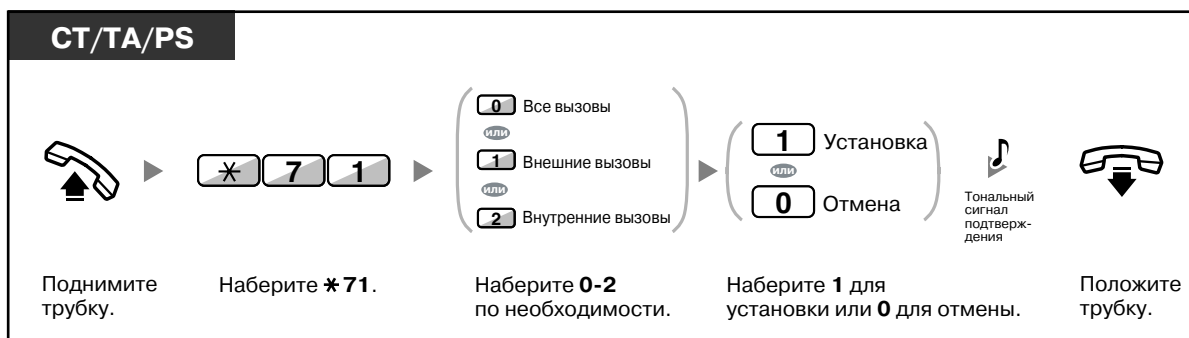 CT/TA/PS
0 Все вызовы
или
1 Внешние вызовы
или
2 Внутренние вызовы
* 7 1
1 Установка
или
0 Отмена
Тональный
сигнал
подтверж-
дения
Поднимите
трубку.
Наберите *71.
Наберите 0-2
по необходимости.
Наберите 1 для
установки или 0 для отмены.
Положите
трубку.